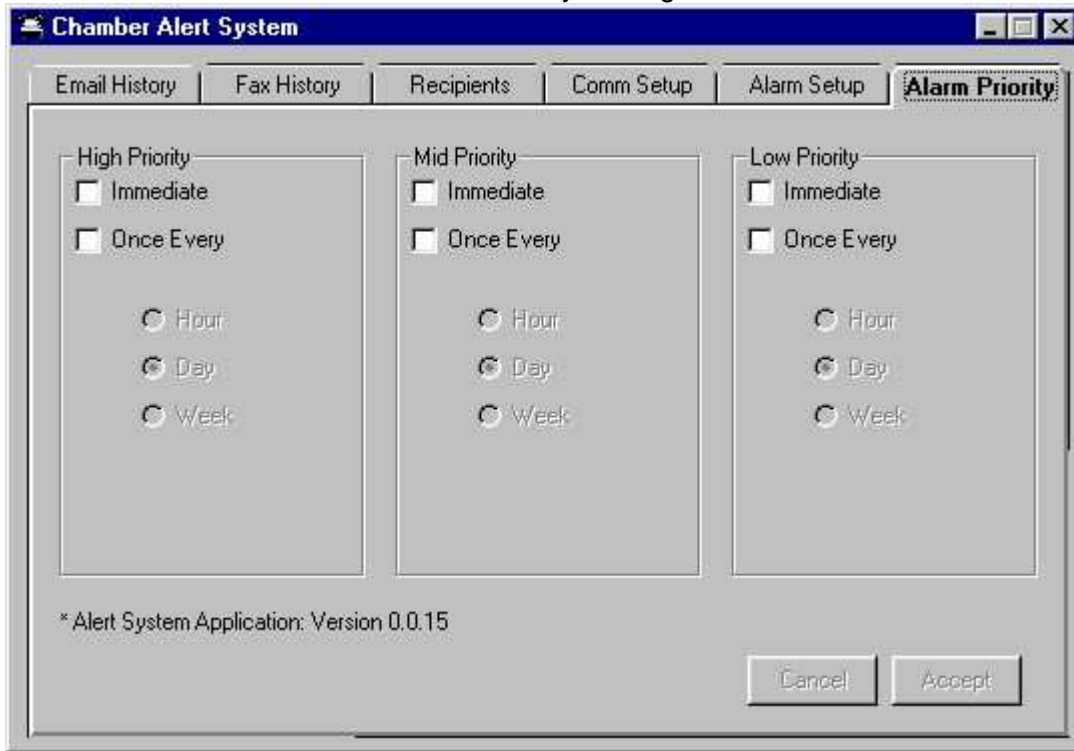 Chamber Alert System
Email History Fax History Recipients Comm Setup Alarm Setup Alarm Priority
High Priority Mid Priority Low Priority
Immediate Immediate Immediate
Once Every Once Every Once Every
Hour Hour Hour
Day Day Day
Week Week Week
* Alert System Application: Version 0.0.15
Cancel Accept